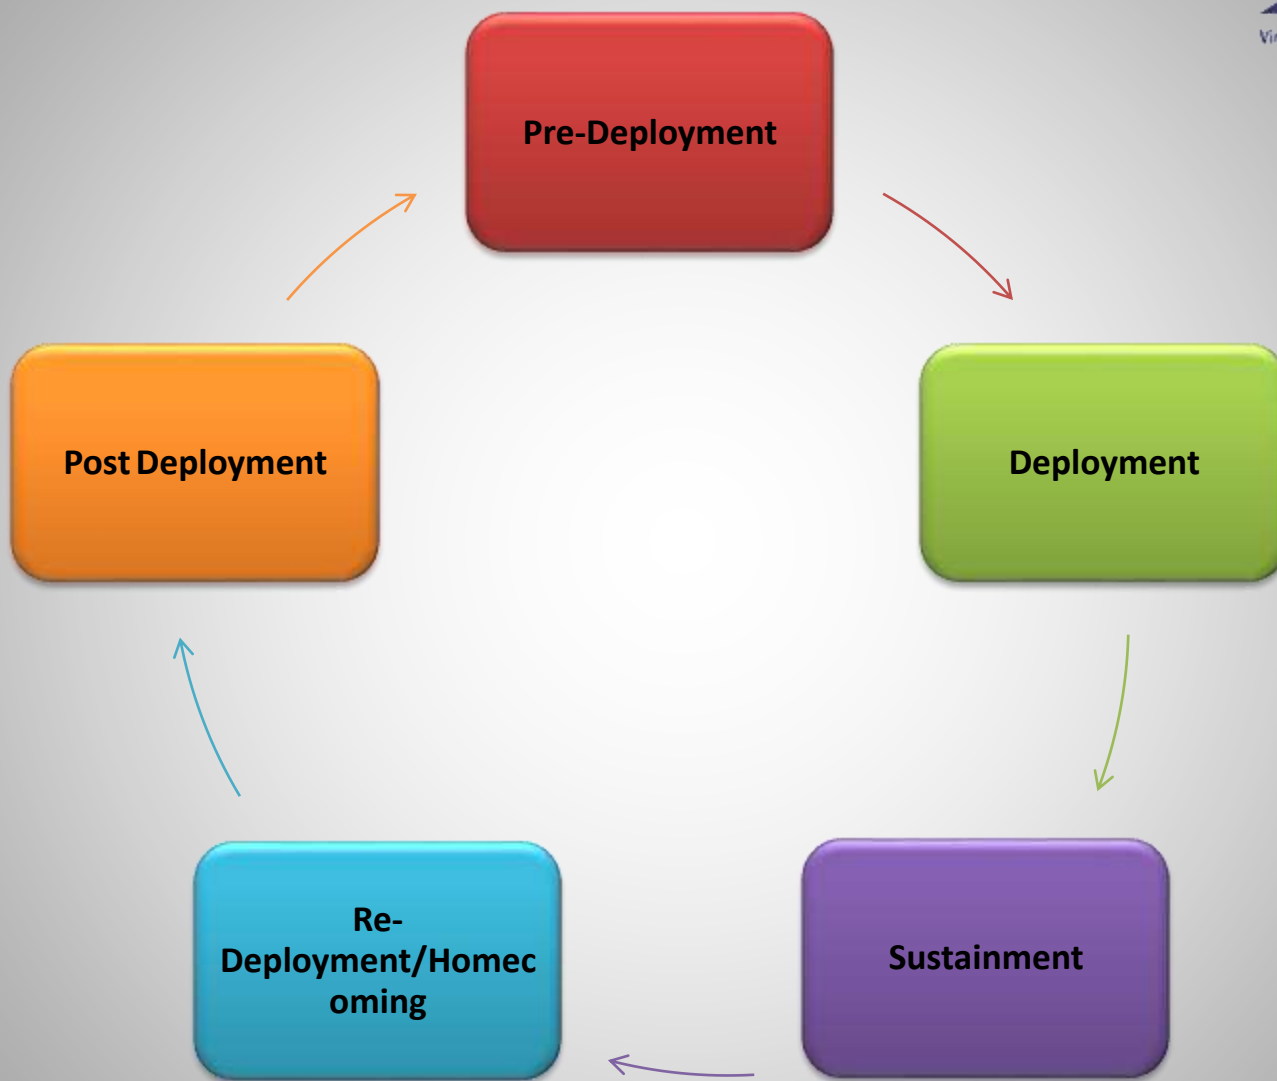 Pre-Deployment
Post Deployment
Deployment
Re-
Deployment/Homec
oming
Sustainment